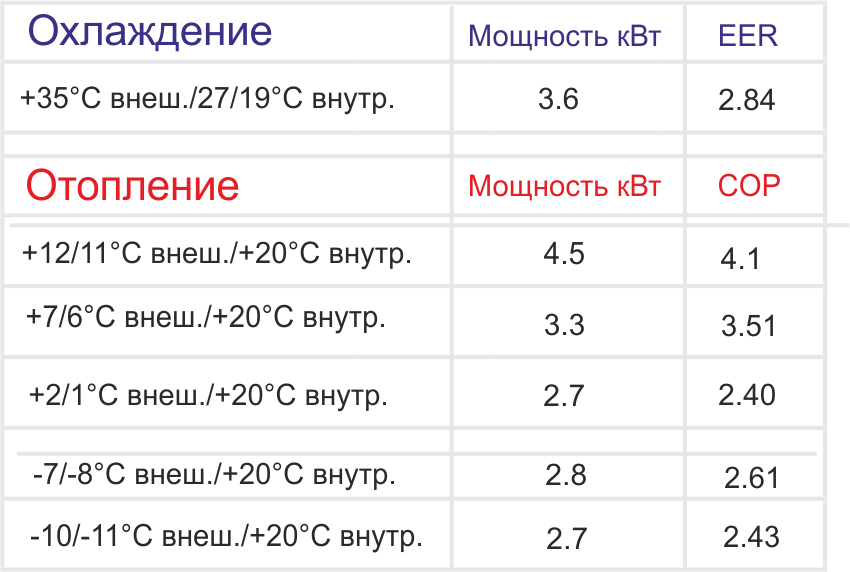 Охлаждение Мощность кВт EER
+35°C внеш./27/19°C внутр. 3.6 2.84
Отопление Мощность кВт COP
+12/11°C внеш./+20°C внутр. 4.5 4.1
+7/6°C внеш./+20°C внутр. 3.3 3.51
+2/1°C внеш./+20°C внутр. 2.7 2.40
-7/-8°C внеш./+20°C внутр. 2.8 2.61
-10/-11°C внеш./+20°C внутр. 2.7 2.43